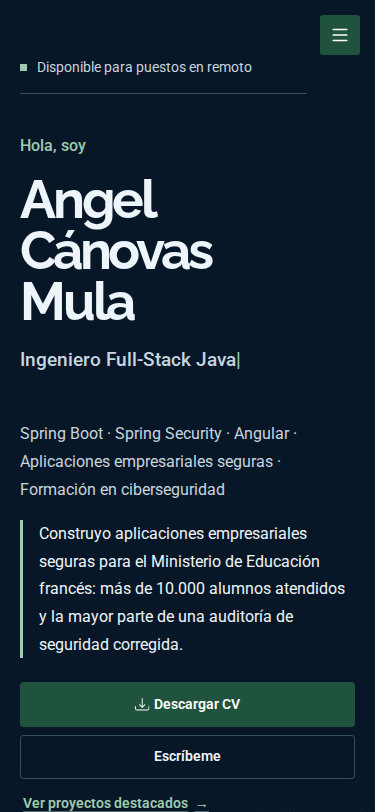 Disponible para puestos en remoto
Hola, soy
Angel
Cánovas
Mula
Ingeniero Full-Stack Java|
Spring Boot · Spring Security · Angular ·
Aplicaciones empresariales seguras ·
Formación en ciberseguridad
Construyo aplicaciones empresariales
seguras para el Ministerio de Educación
francés: más de 10.000 alumnos atendidos
y la mayor parte de una auditoría de
seguridad corregida.
Descargar CV
Escríbeme
Ver proyectos destacados →